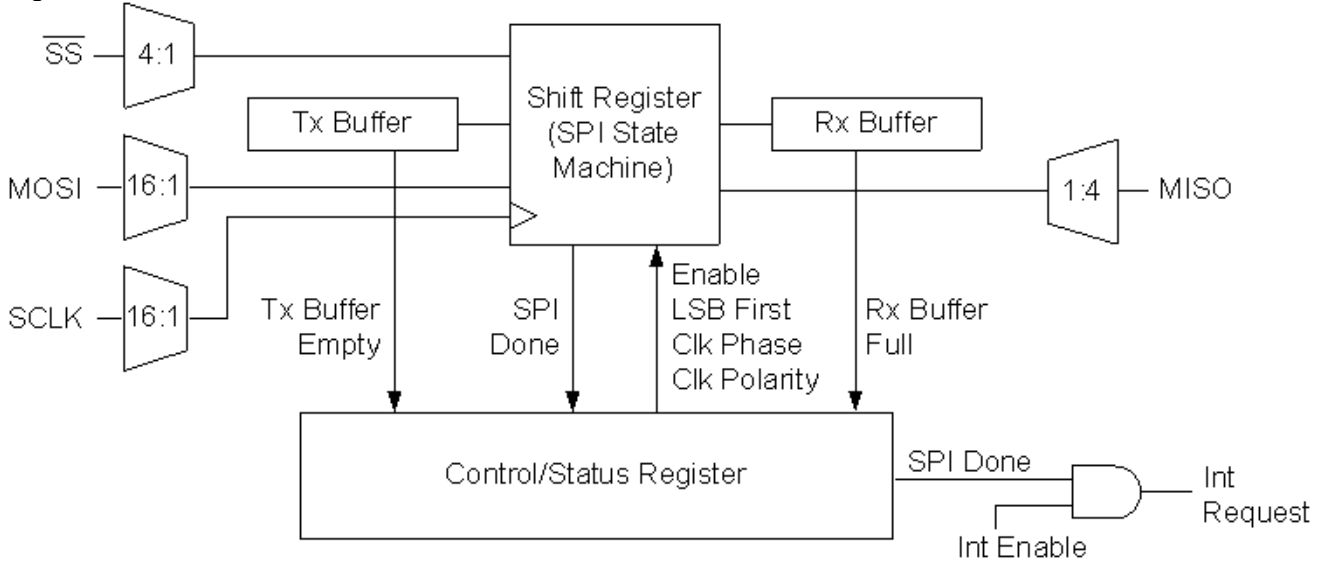 SS
4:1
Tx Buffer
Shift Register
(SPI State
Machine)
Rx Buffer
MOSI
16:1
1:4
MISO
SCLK
16:1
Tx Buffer
Empty
SPI
Done
Enable
LSB First
Clk Phase
Clk Polarity
Rx Buffer
Full
Control/Status Register
SPI Done
Int Enable
Int
Request